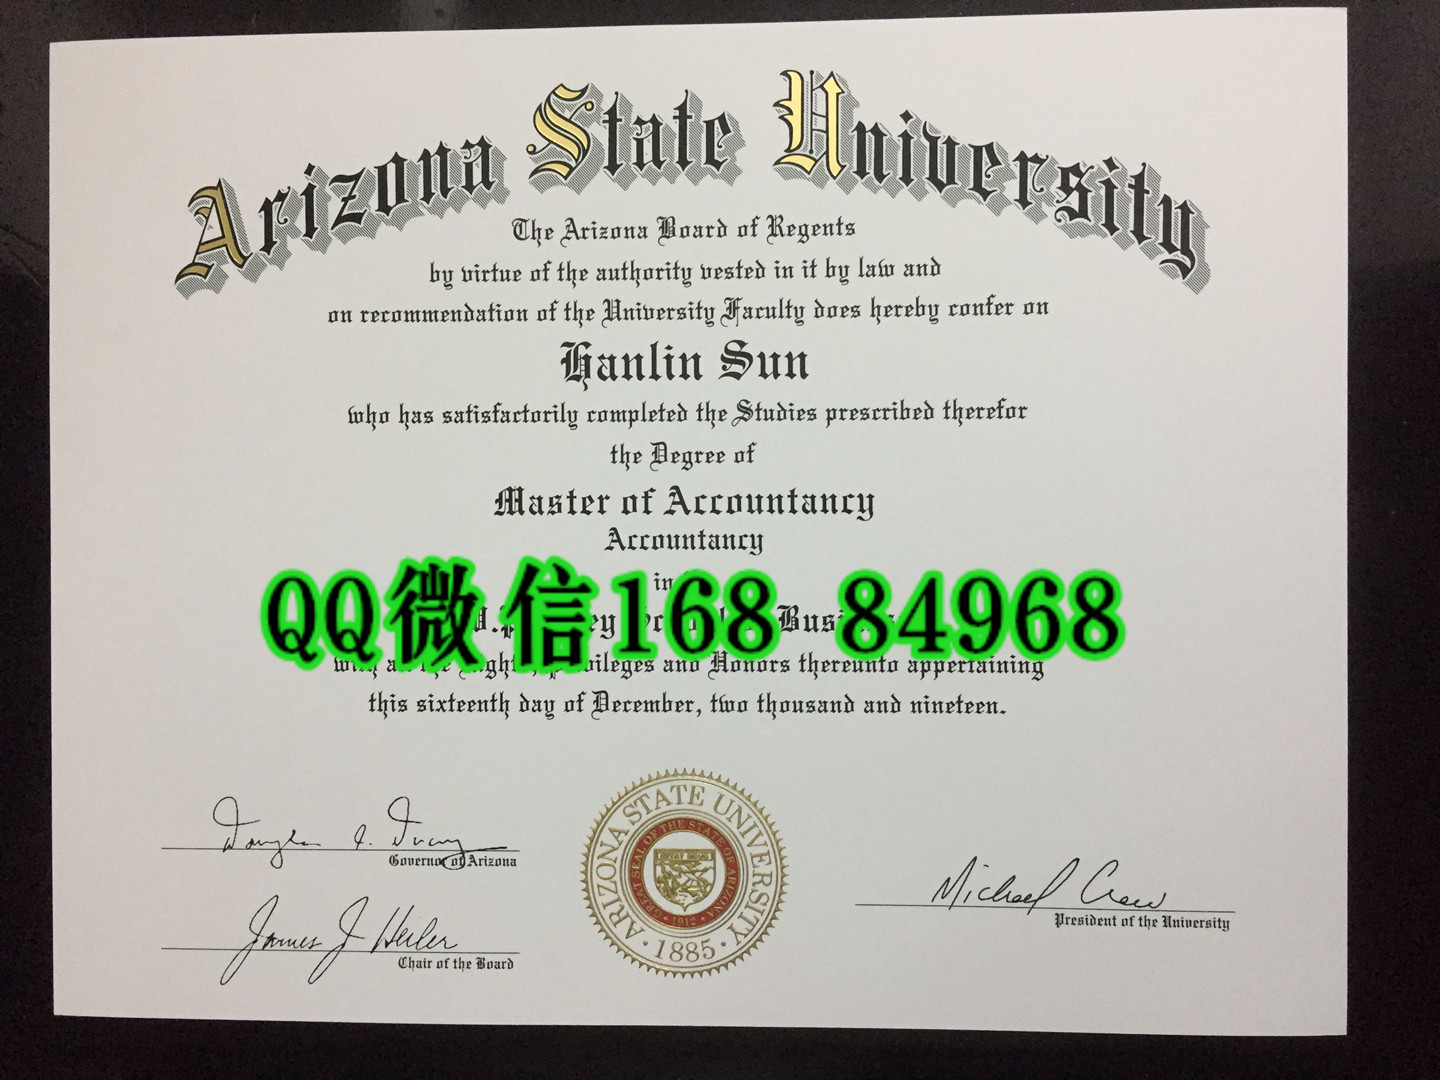 Arizona State University
The Arizona Board of Regents
by virtue of the authority vested in it by law and
on recommendation of the University Faculty does hereby confer on
Hanlin Sun
who has satisfactorily completed the Studies prescribed therefor
the Degree of
Master of Accountancy
Accountancy
in
QQ微信168 84968
privileges and Honors thereunto appertaining
this sixteenth day of December, two thousand and nineteen.
Governor of Arizona
James J Heiler
Chair of the Board
ARIZONA STATE UNIVERSITY
GREAT SEAL OF THE STATE OF ARIZONA
1912
1885
Michael Crow
President of the University